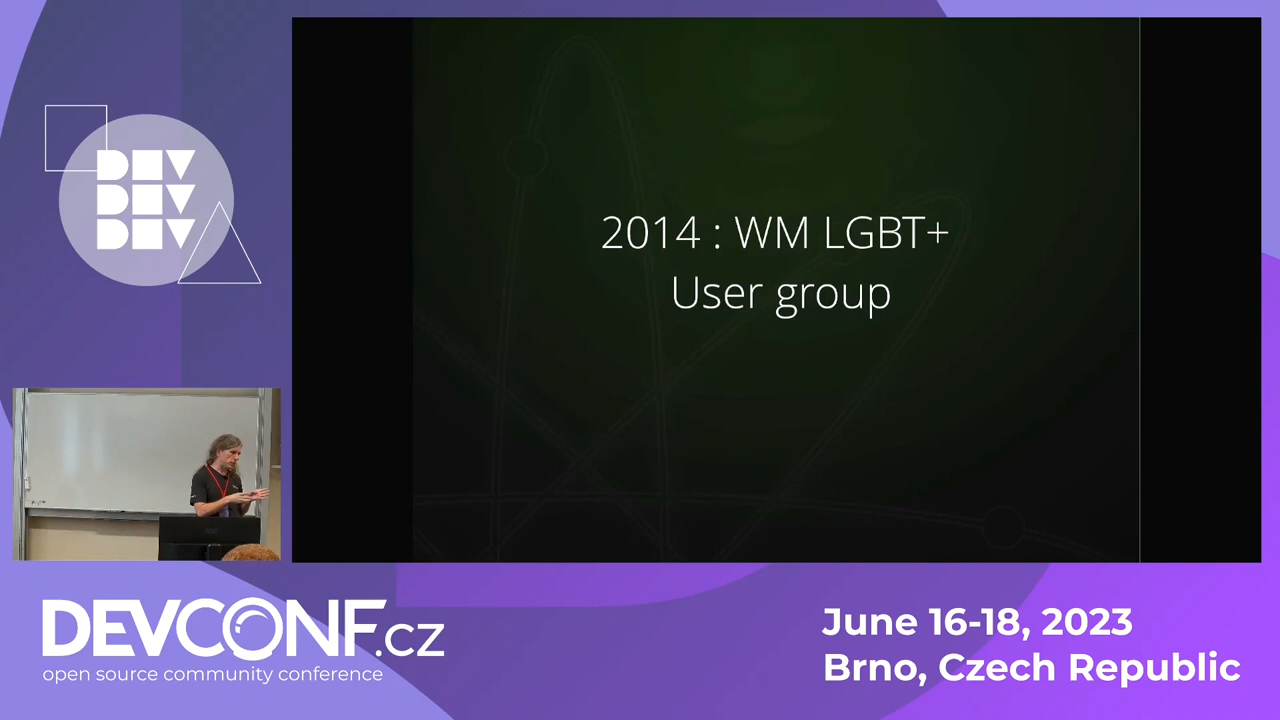 DEV
DEV
DEV
2014 : WM LGBT+
User group
DEVCONF.cz
open source community conference
June 16-18, 2023
Brno, Czech Republic